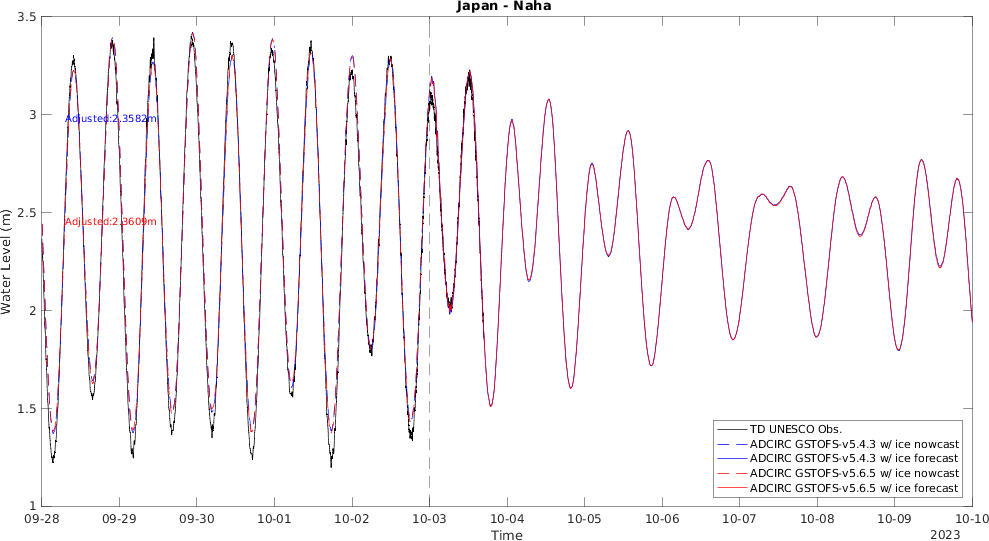 Japan - Naha
3.5
3
2.5
2
1.5
1
Water Level (m)
Adjusted:2.3582m
Adjusted:2.3609m
TD UNESCO Obs.
ADCIRC GSTOFS-v5.4.3 w/ ice nowcast
ADCIRC GSTOFS-v5.4.3 w/ ice forecast
ADCIRC GSTOFS-v5.6.5 w/ ice nowcast
ADCIRC GSTOFS-v5.6.5 w/ ice forecast
09-28 09-29 09-30 10-01 10-02 10-03 10-04 10-05 10-06 10-07 10-08 10-09 10-10
Time
2023